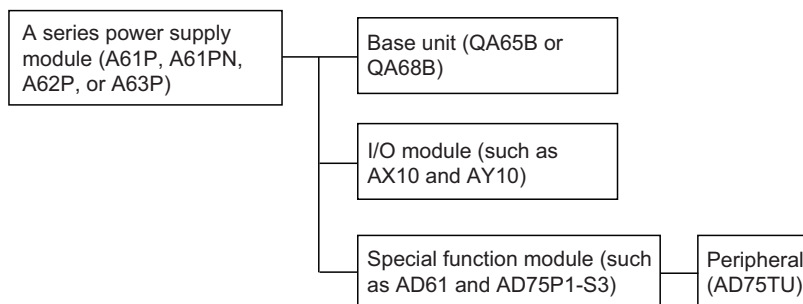 A series power supply
module (A61P, A61PN,
A62P, or A63P)
Base unit (QA65B or
QA68B)
I/O module (such as
AX10 and AY10)
Special function module (such
as AD61 and AD75P1-S3)
Peripheral
(AD75TU)